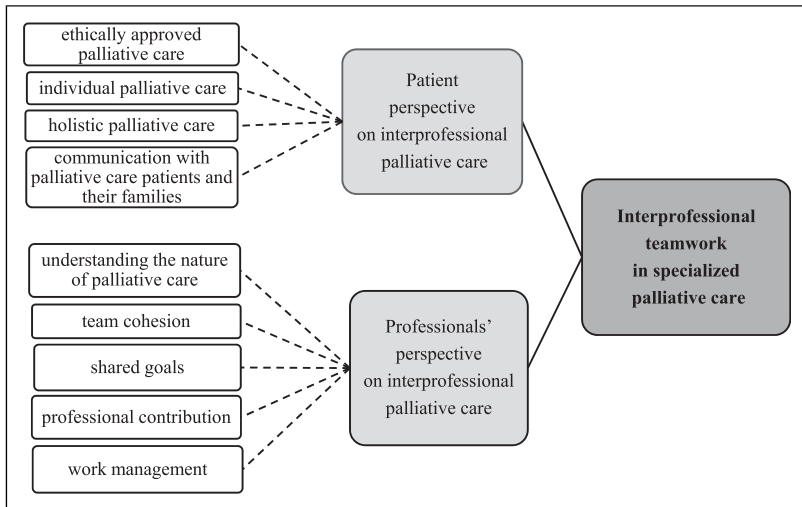 ethically approved
palliative care
individual palliative care
holistic palliative care
communication with
palliative care patients and
their families
Patient
perspective
on interprofessional
palliative care
understanding the nature
of palliative care
team cohesion
shared goals
professional contribution
work management
Professionals’
perspective
on interprofessional
palliative care
Interprofessional
teamwork
in specialized
palliative care